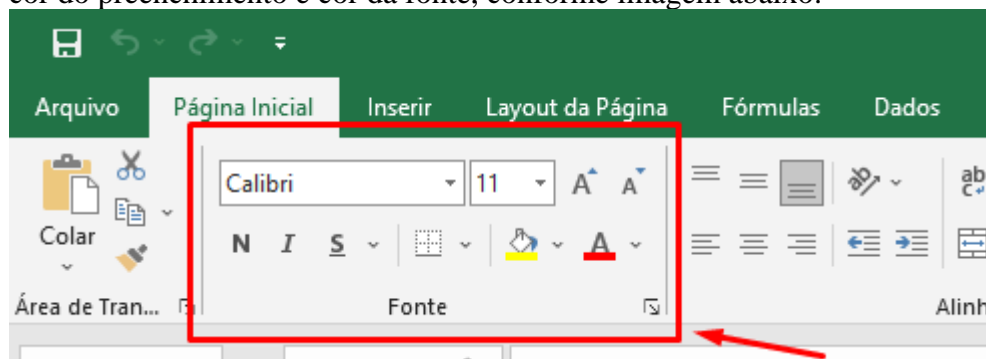 cor do preenchimento e cor da fonte, conforme imagem abaixo:
Arquivo Página Inicial Inserir Layout da Página Fórmulas Dados
Calibri 11 A A ab
Colar N I S A
Área de Tran... Fonte Alinh